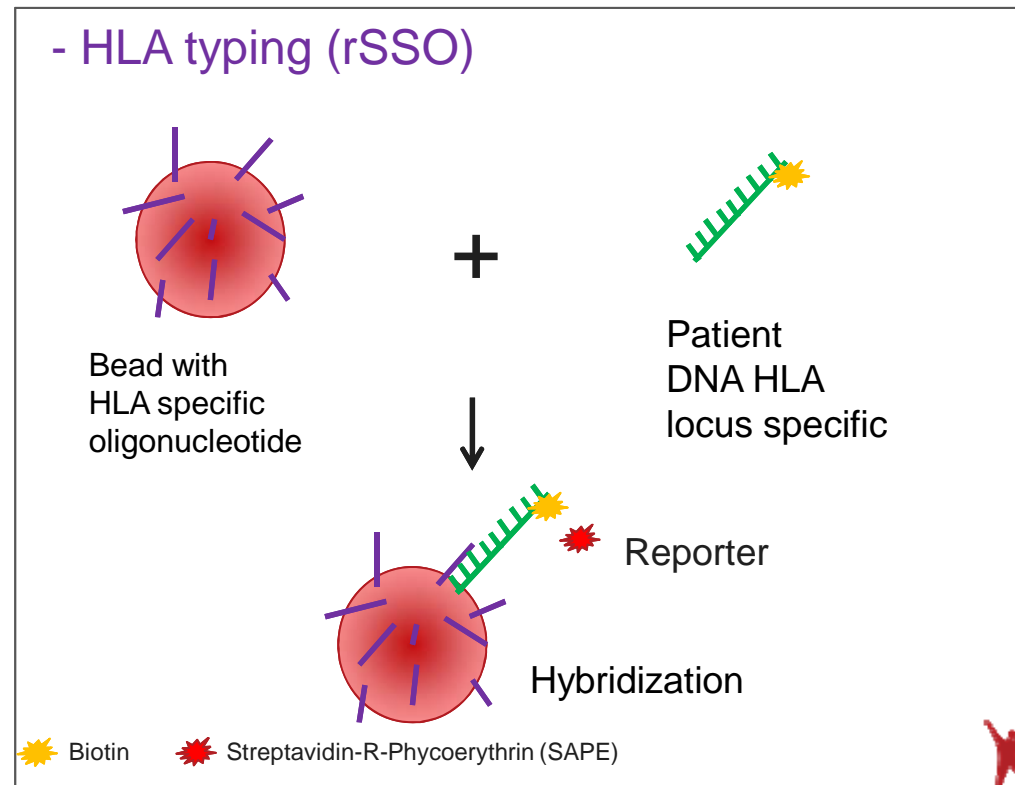 - HLA typing (rSSO)
+
Bead with
HLA specific
oligonucleotide
Patient
DNA HLA
locus specific
Reporter
Hybridization
Biotin
Streptavidin-R-Phycoerythrin (SAPE)